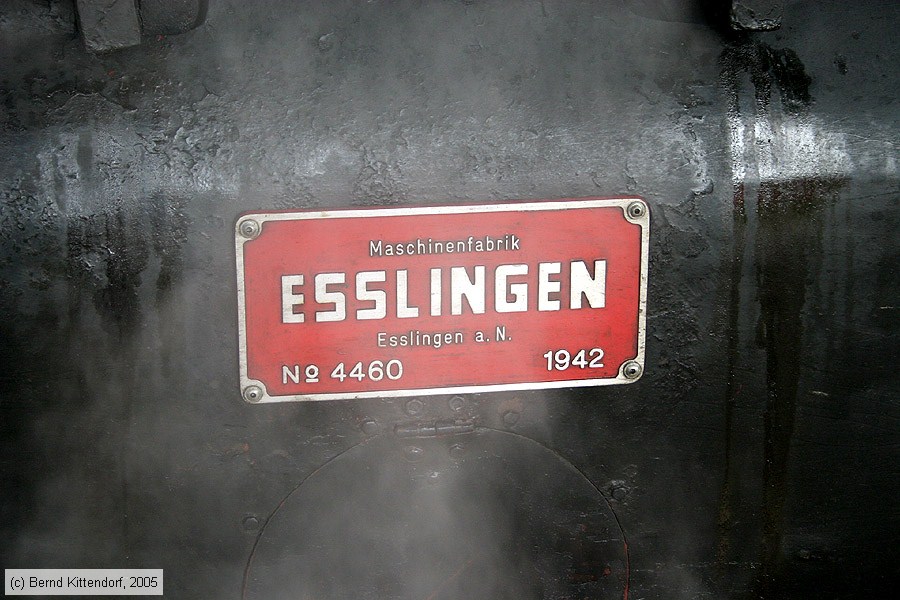 Maschinenfabrik
ESSLINGEN
Esslingen a. N.
Nº 4460 1942
(c) Bernd Kittendorf, 2005